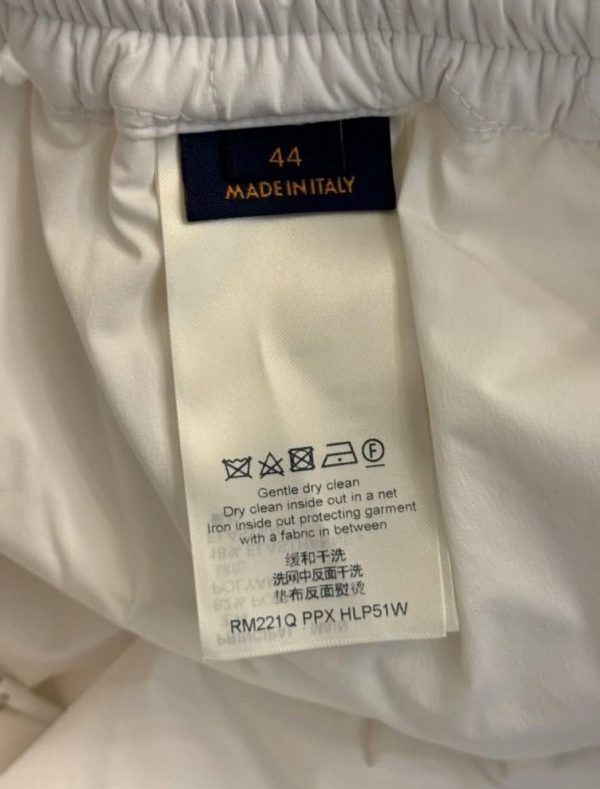 44
MADE IN ITALY
Gentle dry clean
Dry clean inside out in a net
Iron inside out protecting garment
with a fabric in between
缓和干洗
洗网中反面干洗
垫布反面熨烫
RM221Q PPX HLP51W